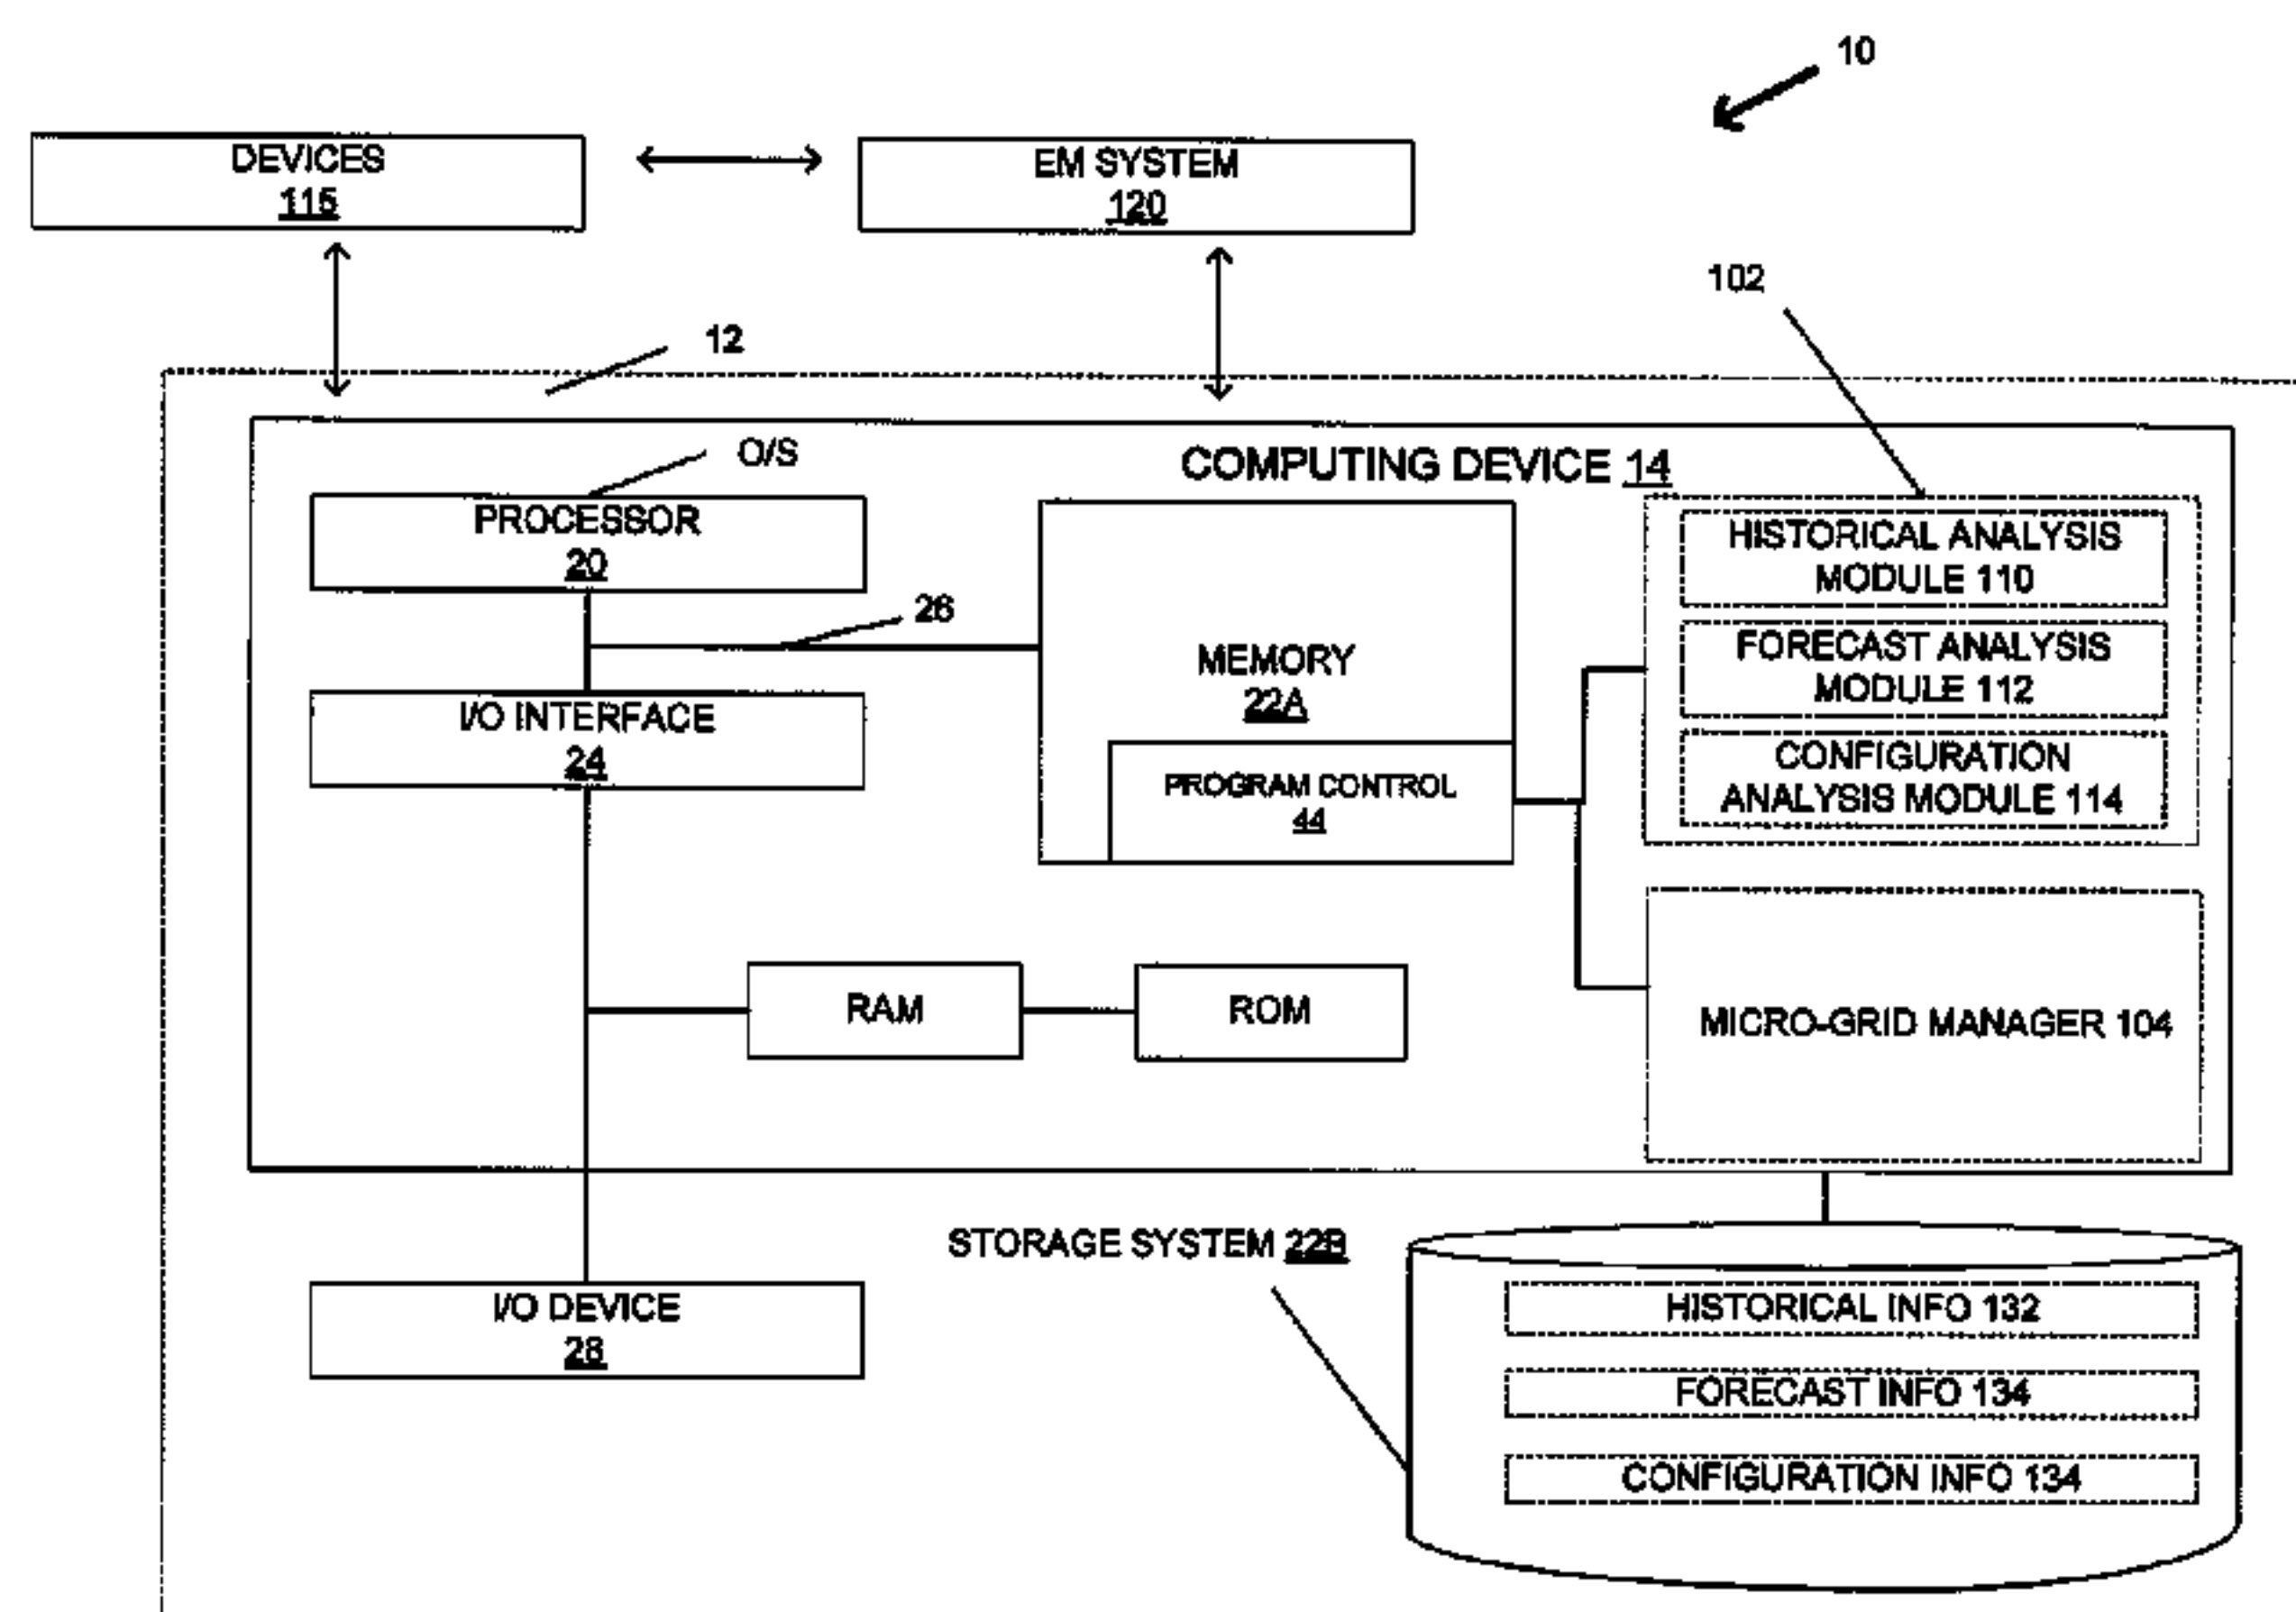 10
DEVICES
115
EM SYSTEM
120
102
12
O/S
COMPUTING DEVICE 14
PROCESSOR
20
HISTORICAL ANALYSIS
MODULE 110
26
MEMORY
22A
FORECAST ANALYSIS
MODULE 112
I/O INTERFACE
24
CONFIGURATION
ANALYSIS MODULE 114
PROGRAM CONTROL
44
RAM
ROM
MICRO-GRID MANAGER 104
STORAGE SYSTEM 22B
I/O DEVICE
28
HISTORICAL INFO 132
FORECAST INFO 134
CONFIGURATION INFO 134